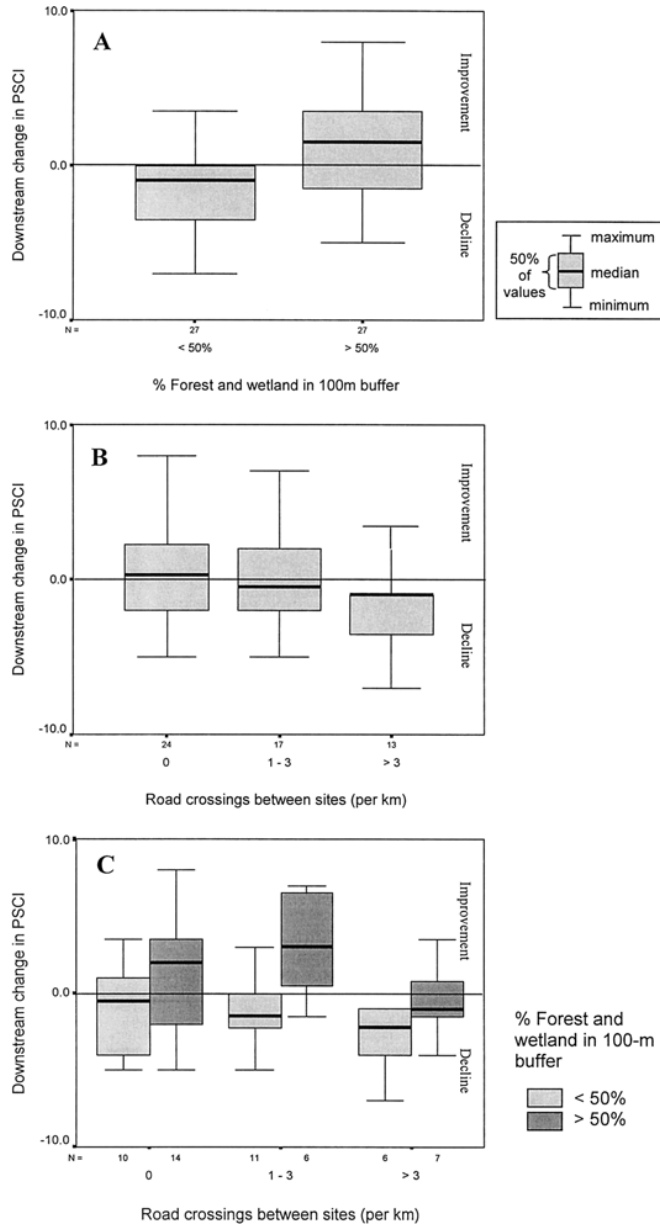 10.0
A
Improvement
Downstream change in PSCI
0.0
Decline
-10.0
N = 27 27
< 50% > 50%
% Forest and wetland in 100m buffer
maximum
50%
of
values
median
minimum
10.0
B
Improvement
Downstream change in PSCI
0.0
Decline
-10.0
N = 24 17 13
0 1 - 3 > 3
Road crossings between sites (per km)
10.0
C
Improvement
Downstream change in PSCI
0.0
Decline
-10.0
N = 10 14 11 6 6 7
0 1 - 3 > 3
Road crossings between sites (per km)
% Forest and
wetland in 100-m
buffer
< 50%
> 50%